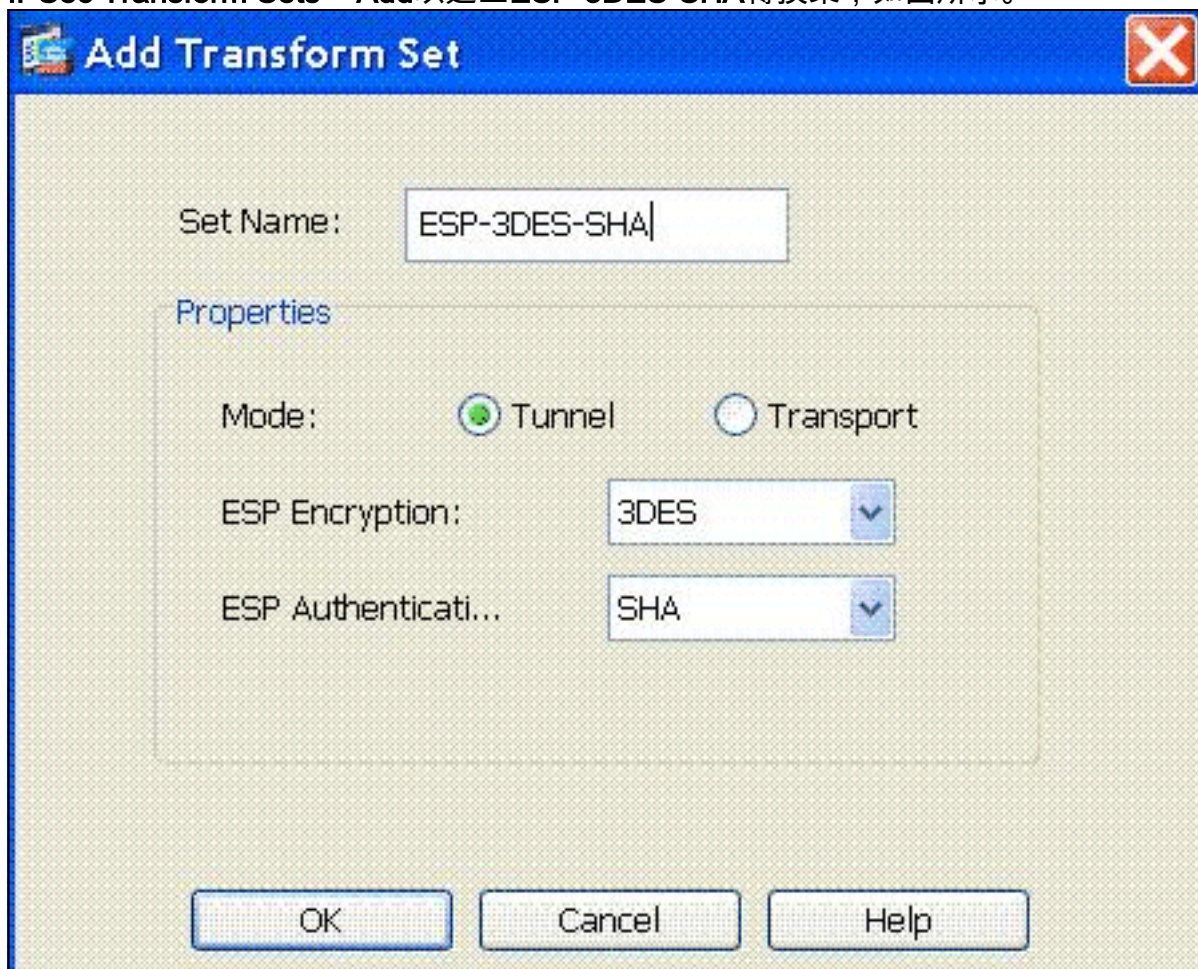 Add Transform Set
Set Name: ESP-3DES-SHA
Properties
Mode: Tunnel Transport
ESP Encryption: 3DES
ESP Authenticati... SHA
OK Cancel Help